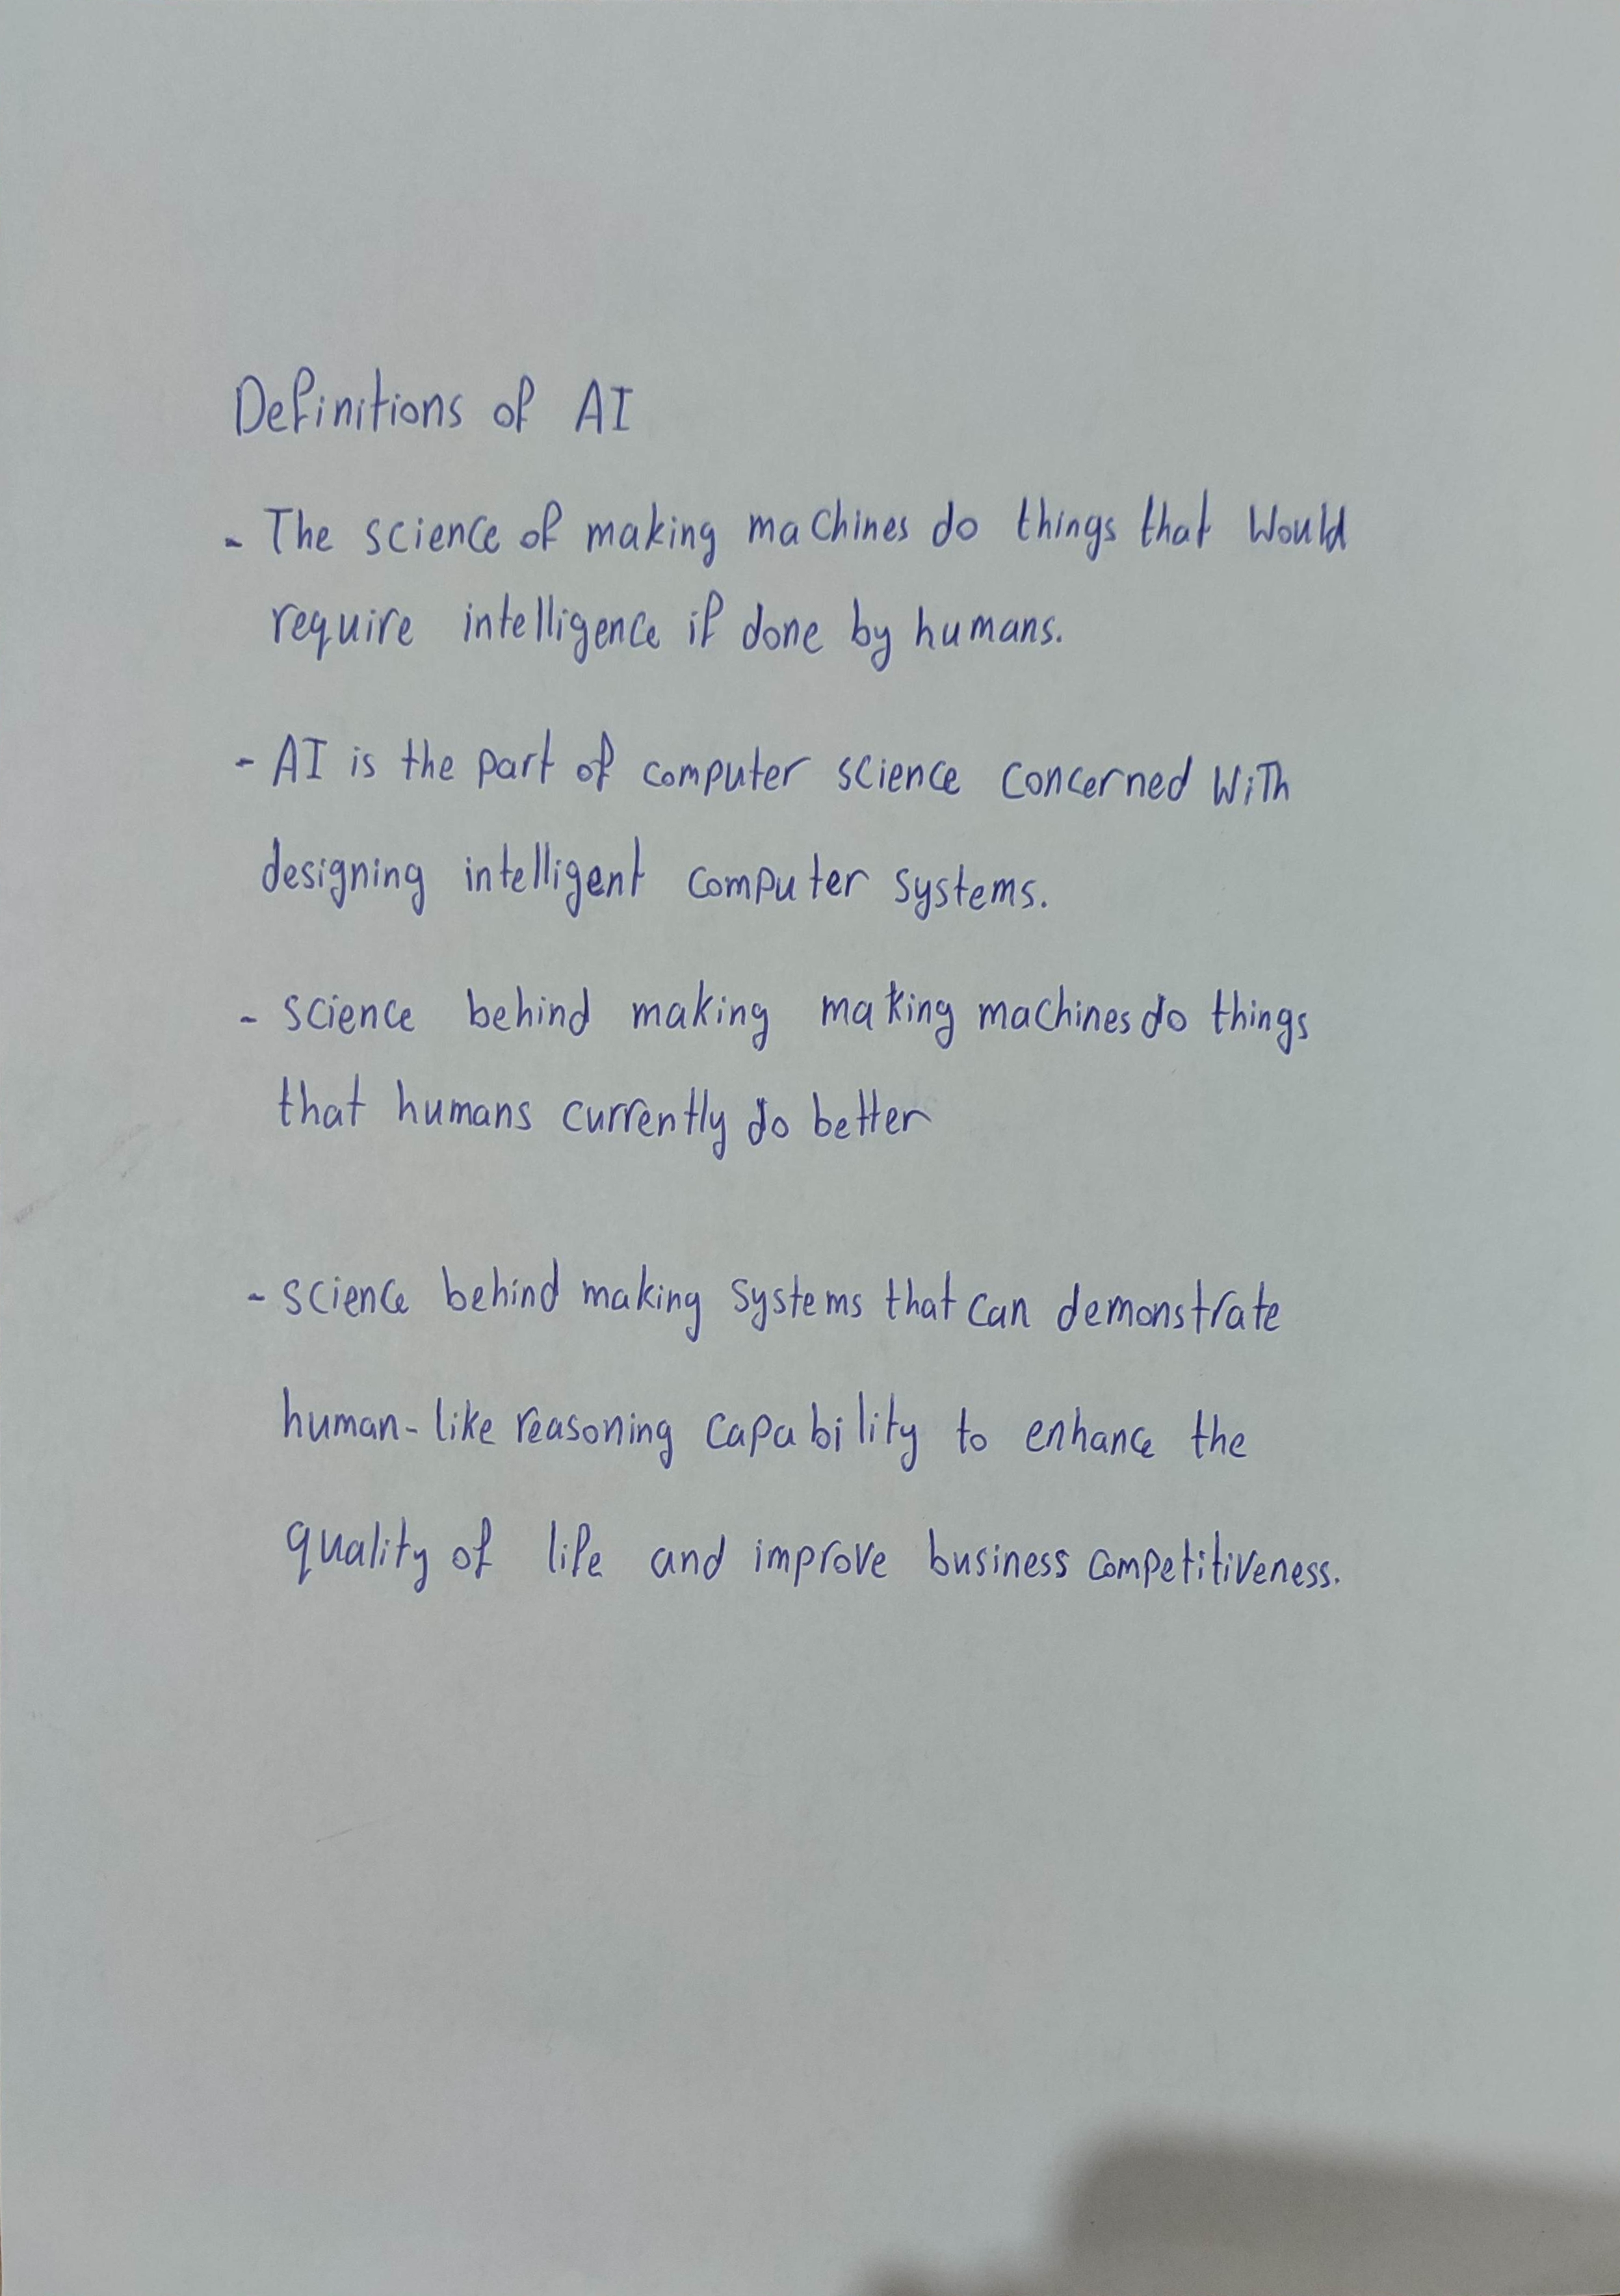 Definitions of AI
- The science of making machines do things that would
require intelligence if done by humans.
- AI is the part of computer science concerned with
designing intelligent computer systems.
- science behind making making machines do things
that humans currently do better
- science behind making systems that can demonstrate
human-like reasoning capability to enhance the
quality of life and improve business competitiveness.